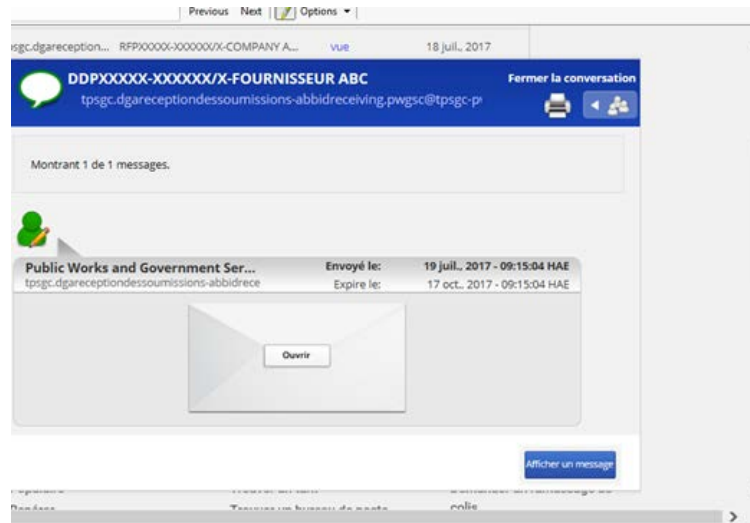 Previous Next Options
sgc.dgareception... RFPXXXXX-XXXXXX/X-COMPANY A... vue 18 juil., 2017
DDPXXXXX-XXXXXX/X-FOURNISSEUR ABC Fermer la conversation
tpsgc.dgareceptiondessoumissions-abbidreceiving.pwgsc@tpsgc-p
Montrant 1 de 1 messages.
Public Works and Government Ser... Envoyé le: 19 juil., 2017 - 09:15:04 HAE
tpsgc.dgareceptiondessoumissions-abbidrece Expire le: 17 oct., 2017 - 09:15:04 HAE
Ouvrir
Afficher un message
colis